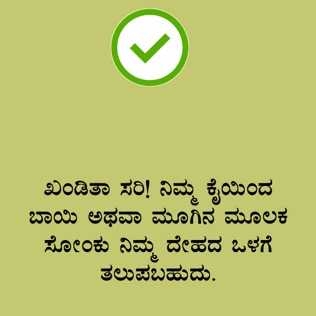 ಖಂಡಿತಾ ಸರಿ! ನಿಮ್ಮ ಕೈಯಿಂದ
ಬಾಯಿ ಅಥವಾ ಮೂಗಿನ ಮೂಲಕ
ಸೋಂಕು ನಿಮ್ಮ ದೇಹದ ಒಳಗೆ
ತಲುಪಬಹುದು.